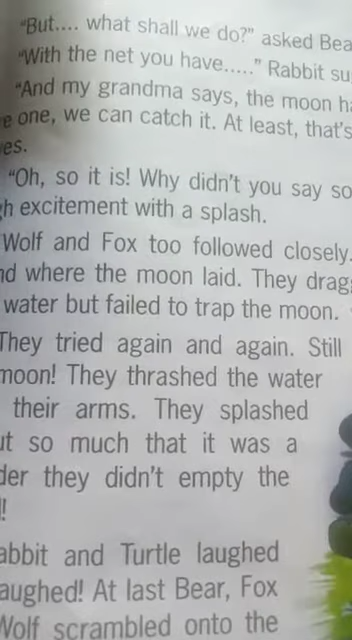 "But.... what shall we do?" asked Bea
"With the net you have....." Rabbit su
"And my grandma says, the moon ha
e one, we can catch it. At least, that's
es.
"Oh, so it is! Why didn't you say so
gh excitement with a splash.
Wolf and Fox too followed closely.
nd where the moon laid. They dragg
water but failed to trap the moon.
They tried again and again. Still
moon! They thrashed the water
their arms. They splashed
ut so much that it was a
der they didn't empty the
!
abbit and Turtle laughed
aughed! At last Bear, Fox
Wolf scrambled onto the